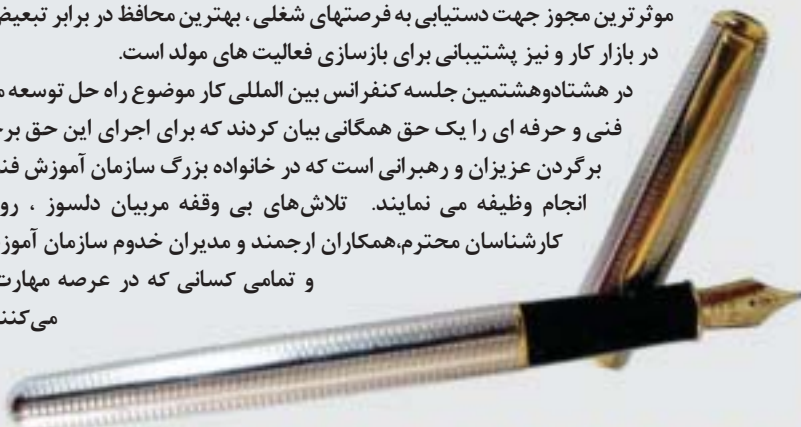 موثرترین مجوز جهت دستیابی به فرصتهای شغلی، بهترین محافظ در برابر تبعیض
در بازار کار و نیز پشتیبانی برای بازسازی فعالیت های مولد است.
در هشتادوهشتمین جلسه کنفرانس بین المللی کار موضوع راه حل توسعه
فنی و حرفه ای را یک حق همگانی بیان کردند که برای اجرای این حق
برگردن عزیزان و رهبرانی است که در خانواده بزرگ سازمان آموزش
انجام وظیفه می نمایند. تلاش‌های بی وقفه مربیان دلسوز ،
کارشناسان محترم،همکاران ارجمند و مدیران خدوم سازمان
و تمامی کسانی که در عرصه مهارت